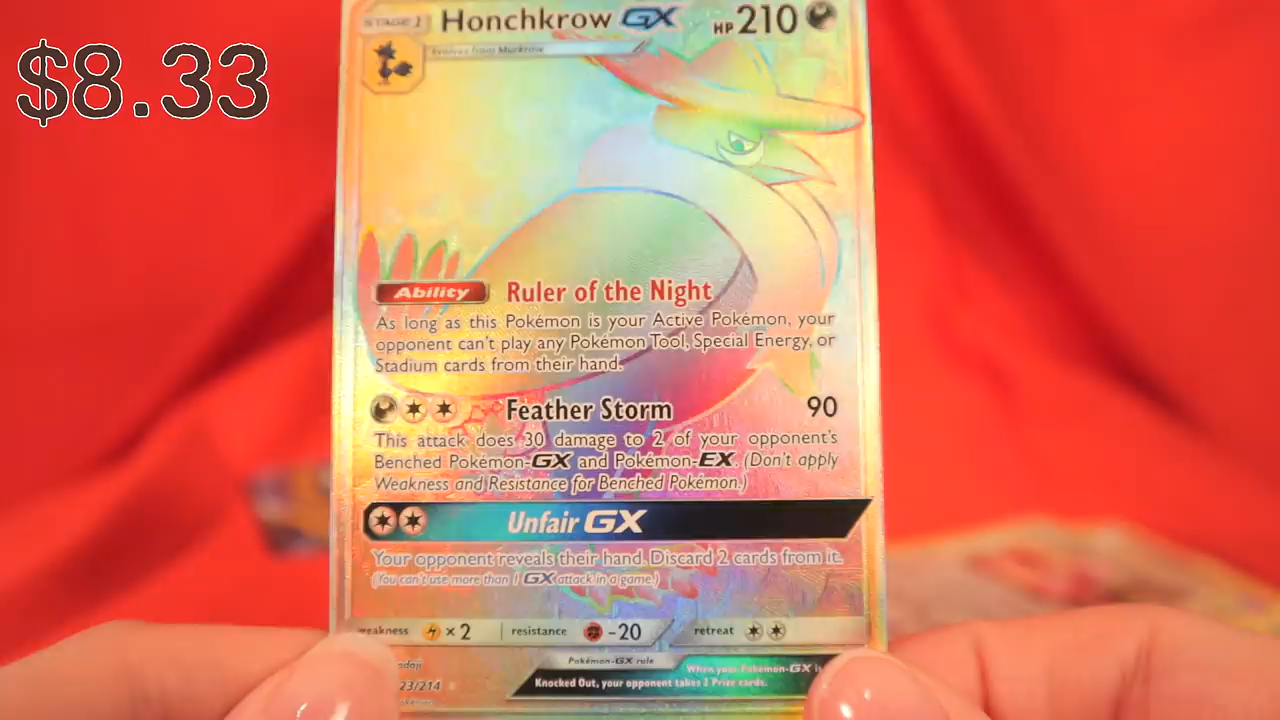 $8.33
STAGE 1 Honchkrow GX HP 210
Evolves from Murkrow
Ability Ruler of the Night
As long as this Pokémon is your Active Pokémon, your
opponent can't play any Pokémon Tool, Special Energy, or
Stadium cards from their hand.
Feather Storm 90
This attack does 30 damage to 2 of your opponent's
Benched Pokémon-GX and Pokémon-EX. (Don't apply
Weakness and Resistance for Benched Pokémon.)
Unfair GX
Your opponent reveals their hand. Discard 2 cards from it.
(You can't use more than 1 GX attack in a game.)
weakness ×2 resistance -20 retreat
Pokémon-GX rule When your Pokémon-GX is
Knocked Out, your opponent takes 2 Prize cards.
23/214